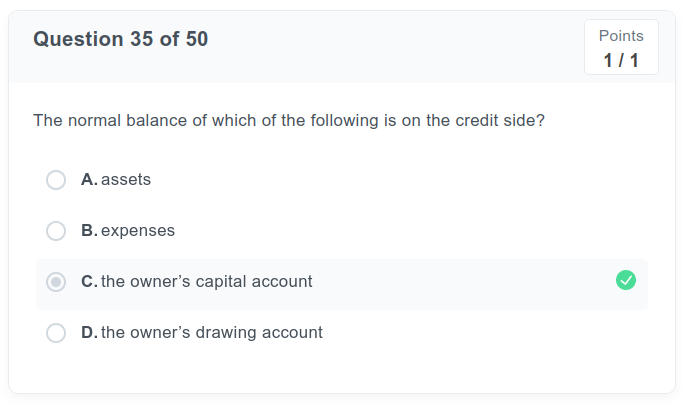 Question 35 of 50
Points
1 / 1
The normal balance of which of the following is on the credit side?
A. assets
B. expenses
C. the owner’s capital account
D. the owner’s drawing account